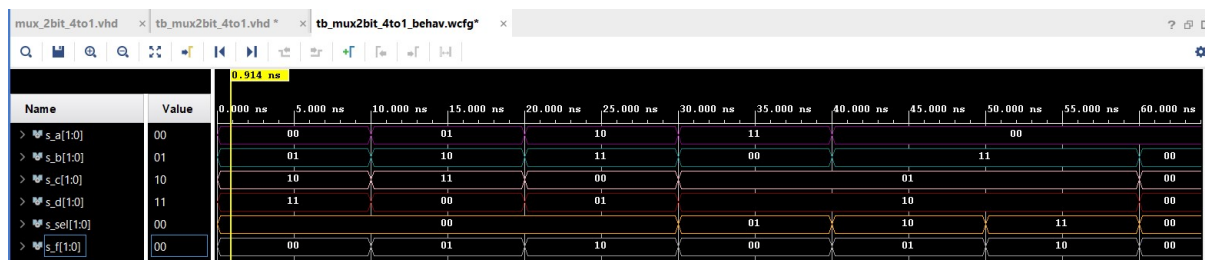 mux_2bit_4to1.vhd × tb_mux2bit_4to1.vhd * × tb_mux2bit_4to1_behav.wcfg* × ?
0.914 ns
Name Value 0.000 ns 5.000 ns 10.000 ns 15.000 ns 20.000 ns 25.000 ns 30.000 ns 35.000 ns 40.000 ns 45.000 ns 50.000 ns 55.000 ns 60.000 ns
> s_a[1:0] 00 00 01 10 11 00
> s_b[1:0] 01 01 10 11 00 11 00
> s_c[1:0] 10 10 11 00 01 00
> s_d[1:0] 11 11 00 01 10 00
> s_sel[1:0] 00 00 01 10 11 00
> s_f[1:0] 00 00 01 10 00 01 10 00